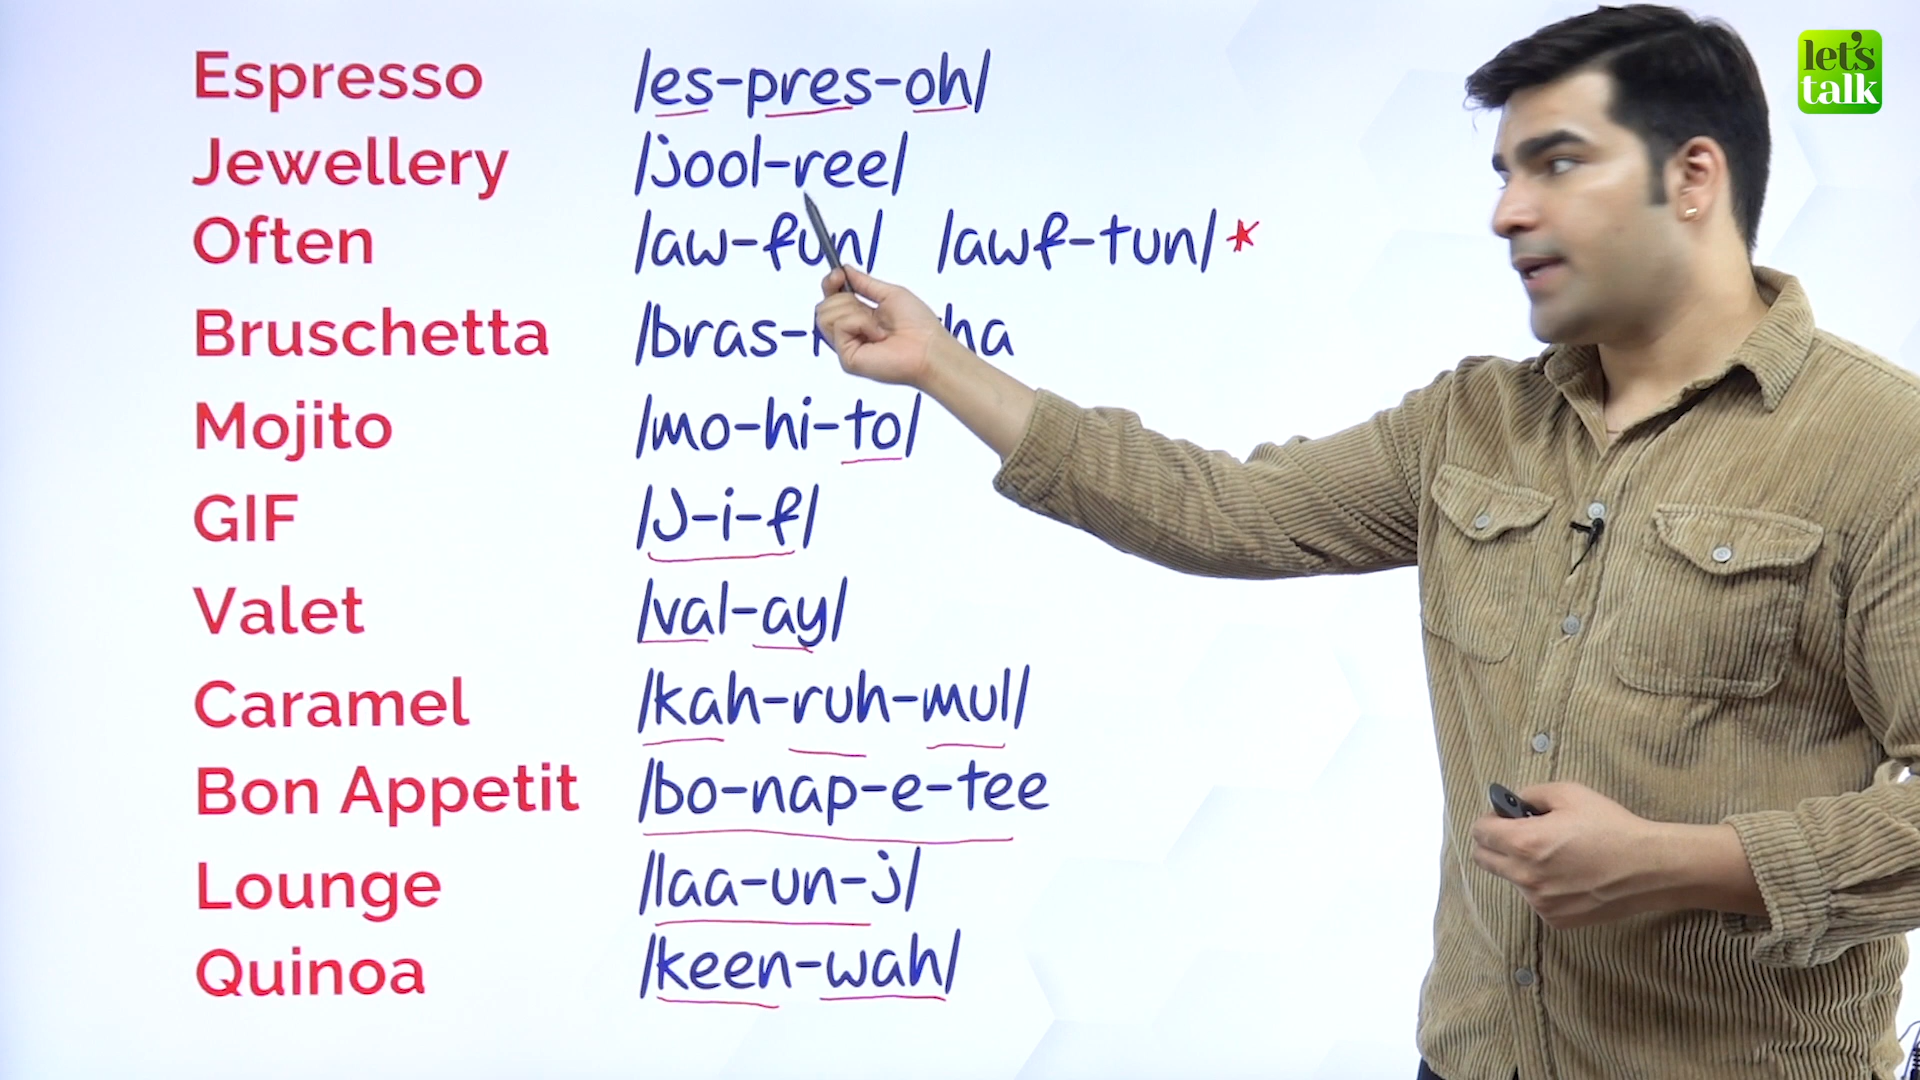 let's
talk
Espresso /es-pres-oh/
Jewellery /jool-ree/
Often /aw-fun/ /awf-tun/*
Bruschetta
Mojito /mo-hi-to/
GIF /J-i-f/
Valet /val-ay/
Caramel /kah-ruh-mul/
Bon Appetit /bo-nap-e-tee
Lounge /laa-un-j/
Quinoa /keen-wah/